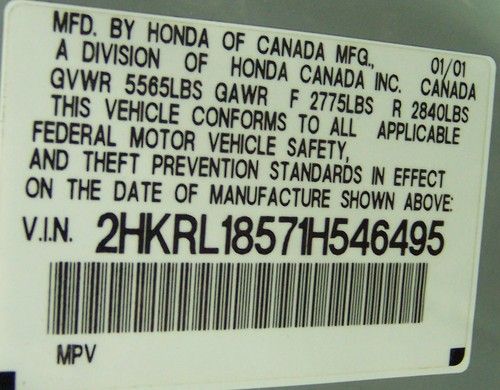 MFD. BY HONDA OF CANADA MFG., 01/01
A DIVISION OF HONDA CANADA INC. CANADA
GVWR 5565LBS GAWR F 2775LBS R 2840LBS
THIS VEHICLE CONFORMS TO ALL APPLICABLE
FEDERAL MOTOR VEHICLE SAFETY,
AND THEFT PREVENTION STANDARDS IN EFFECT
ON THE DATE OF MANUFACTURE SHOWN ABOVE:
V.I.N. 2HKRL18571H546495
MPV